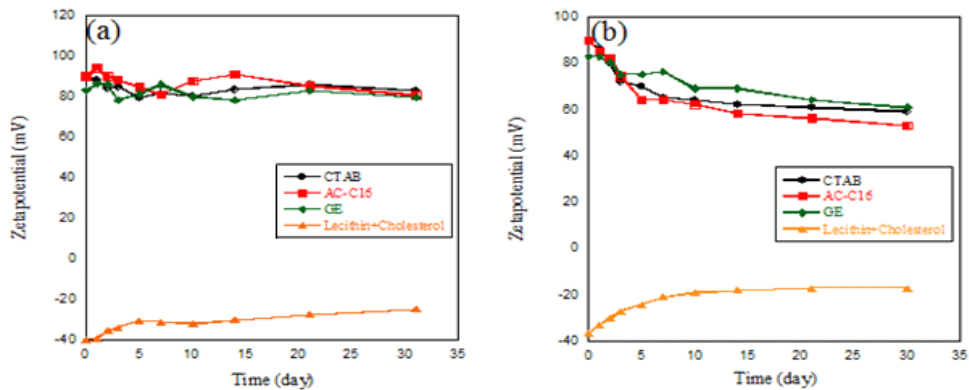 (a)
120
100
80
60
40
20
0
-20
-40
0 5 10 15 20 25 30 35
Zetapotential (mV)
Time (day)
CTAB
AC-C16
GE
Lecithin+Cholesterol
(b)
100
80
60
40
20
0
-20
-40
0 5 10 15 20 25 30 35
Zetapotential (mV)
Time (day)
CTAB
AC-C16
GE
Lecithin+Cholesterol